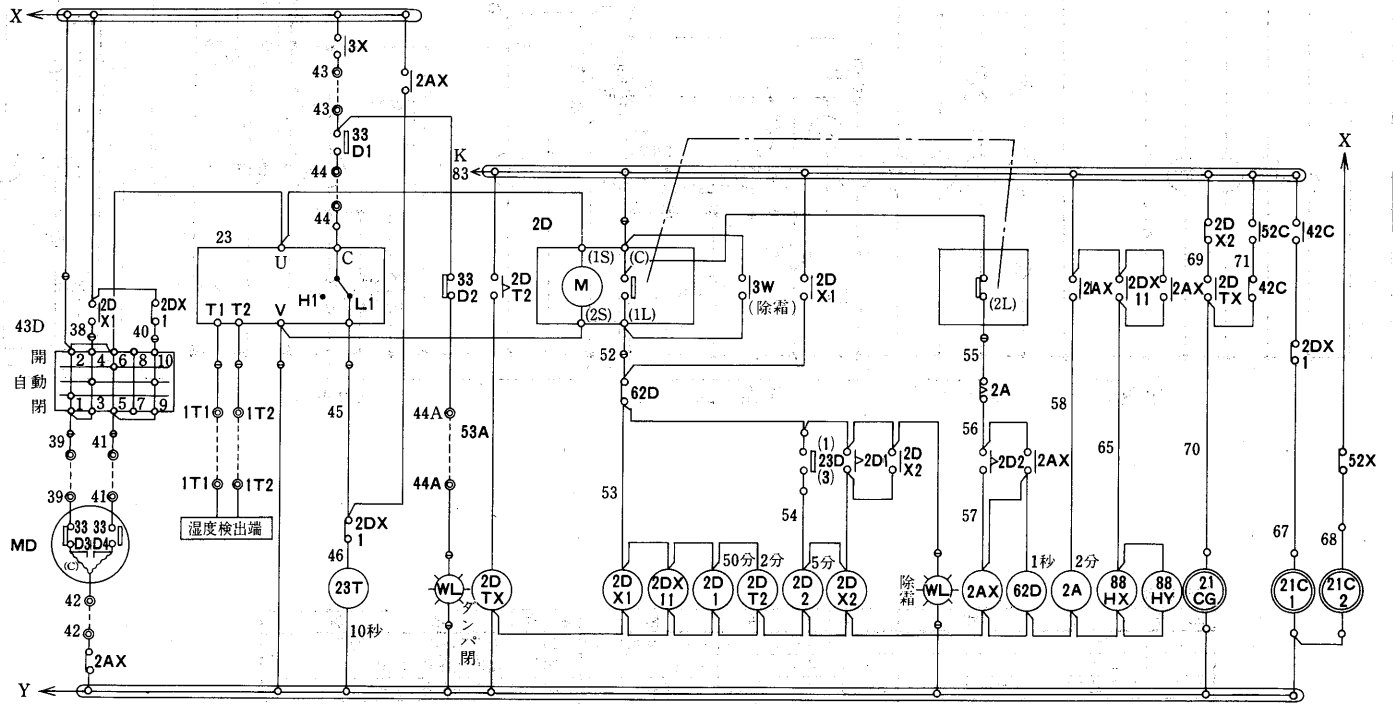 X
3X
43
2AX
43
33
D1
44
44
K
83
X
23
U
C
H1
L1
T1 T2
V
33
D2
2D
T2
2D
(1S)
(C)
M
(2S)
(1L)
3W
(除霜)
2D
X1
(2L)
2AX
2DX
11
2AX
2D
X2
69
2D
TX
52C
71
42C
42C
2DX
1
43D
2D
X1
38
2DX
1
40
開
自動
閉
2 4 6 8 10
1 3 5 7 9
39
41
39
41
MD
33
D3
33
D4
(C)
42
42
2AX
1T1
1T2
1T1
1T2
湿度検出端
45
2DX
1
46
23T
10秒
44A
53A
44A
WL
ダンパ閉
2D
TX
52
62D
53
(1)
23D
(3)
2D1
2D
X2
54
55
2A
56
2D2
2AX
57
58
65
70
67
52X
68
2D
X1
2DX
11
2D
1
50分
2D
T2
2分
2D
2
5分
2D
X2
除霜
WL
2AX
62D
1秒
2A
2分
88
HX
88
HY
21
CG
21C
1
21C
2
Y